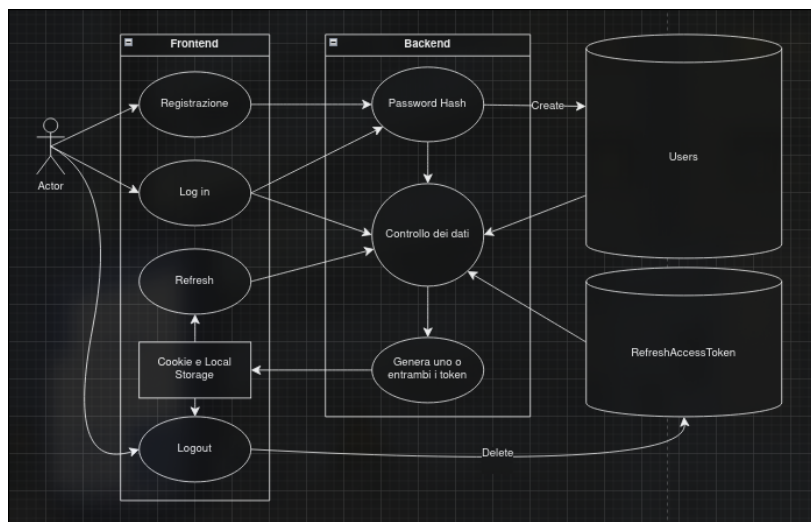 Frontend
Backend
Registrazione
Password Hash
Create
Users
Actor
Log in
Controllo dei dati
Refresh
RefreshAccessToken
Cookie e Local
Storage
Genera uno o
entrambi i token
Logout
Delete